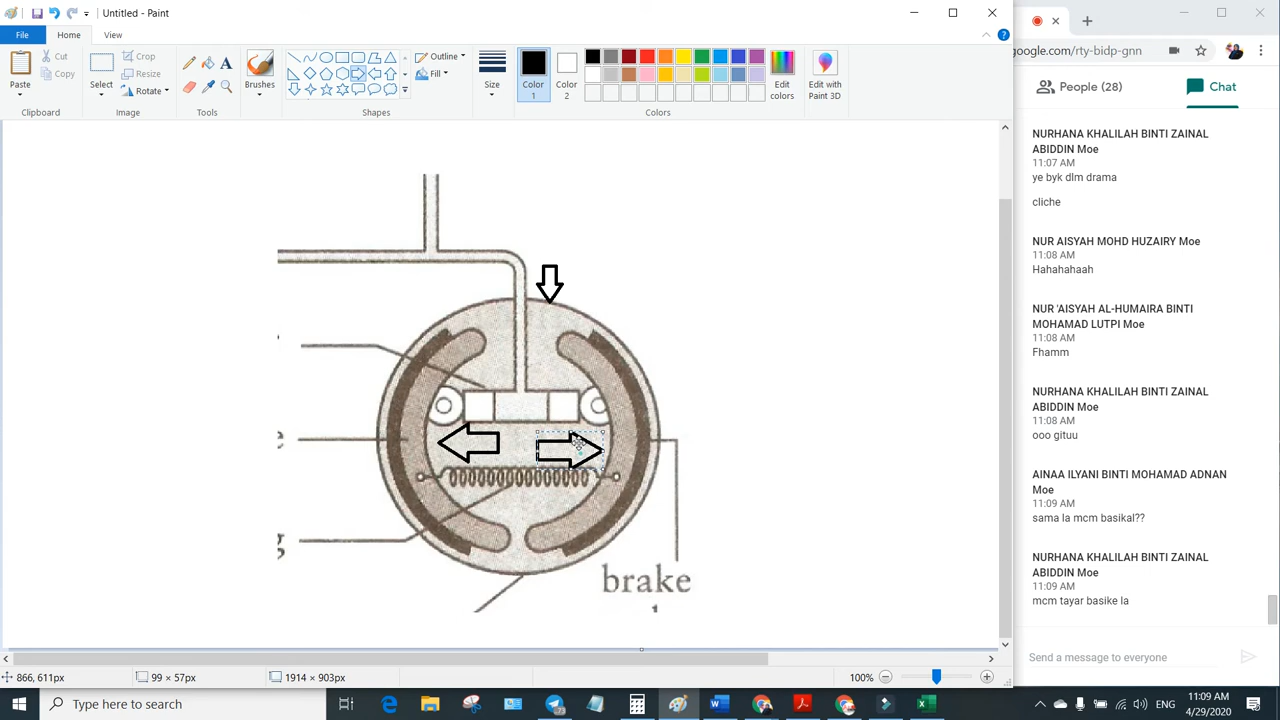 Untitled - Paint
File
Home
View
Paste
Cut
Copy
Clipboard
Select
Crop
Resize
Rotate
Image
A
Tools
Brushes
Outline
Fill
Shapes
Size
Color
1
Color
2
Edit
colors
Colors
Edit with
Paint 3D
google.com/rty-bidp-gnn
People (28)
Chat
NURHANA KHALILAH BINTI ZAINAL
ABIDDIN Moe
11:07 AM
ye byk dlm drama
cliche
NUR AISYAH MOHD HUZAIRY Moe
11:08 AM
Hahahahaah
NUR 'AISYAH AL-HUMAIRA BINTI
MOHAMAD LUTPI Moe
11:08 AM
Fhamm
NURHANA KHALILAH BINTI ZAINAL
ABIDDIN Moe
11:08 AM
ooo gituu
AINAA ILYANI BINTI MOHAMAD ADNAN
Moe
11:09 AM
sama la mcm basikal??
NURHANA KHALILAH BINTI ZAINAL
ABIDDIN Moe
11:09 AM
mcm tayar basike la
Send a message to everyone
e
g
brake
866, 611px
99 × 57px
1914 × 903px
100%
Type here to search
ENG
11:09 AM
4/29/2020